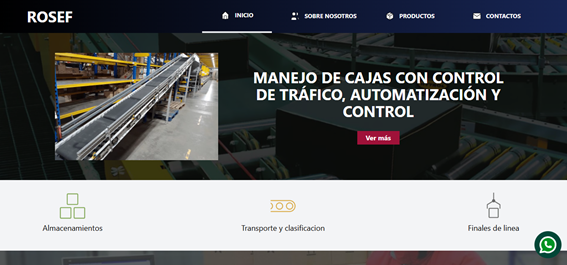 ROSEF
INICIO
SOBRE NOSOTROS
PRODUCTOS
CONTACTOS
MANEJO DE CAJAS CON CONTROL
DE TRÁFICO, AUTOMATIZACIÓN Y
CONTROL
Ver más
Almacenamientos
Transporte y clasificacion
Finales de linea